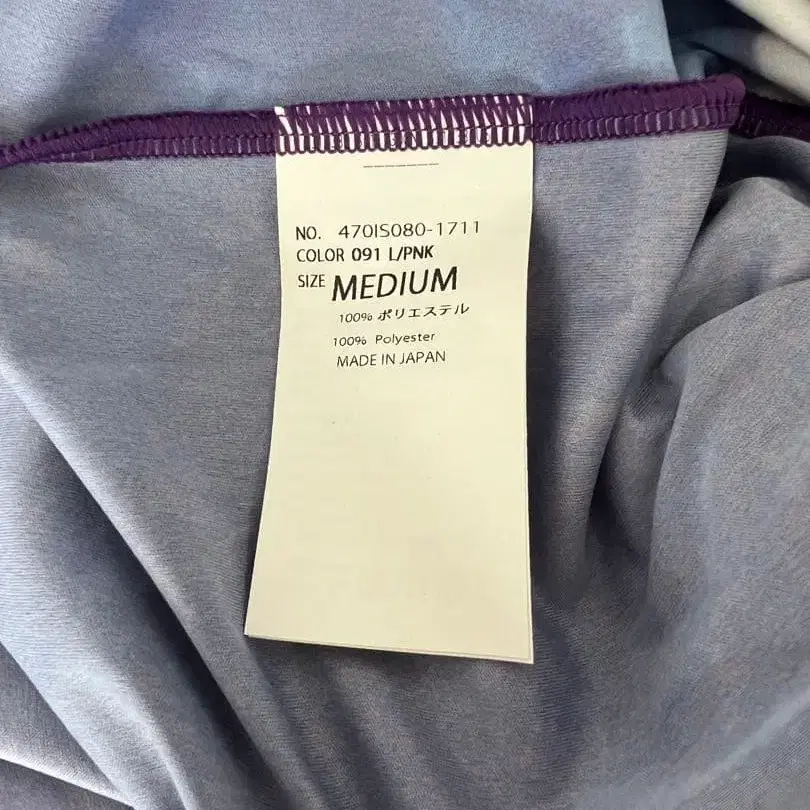 NO. 470IS080-1711
COLOR 091 L/PNK
SIZE MEDIUM
100% ポリエステル
100% Polyester
MADE IN JAPAN